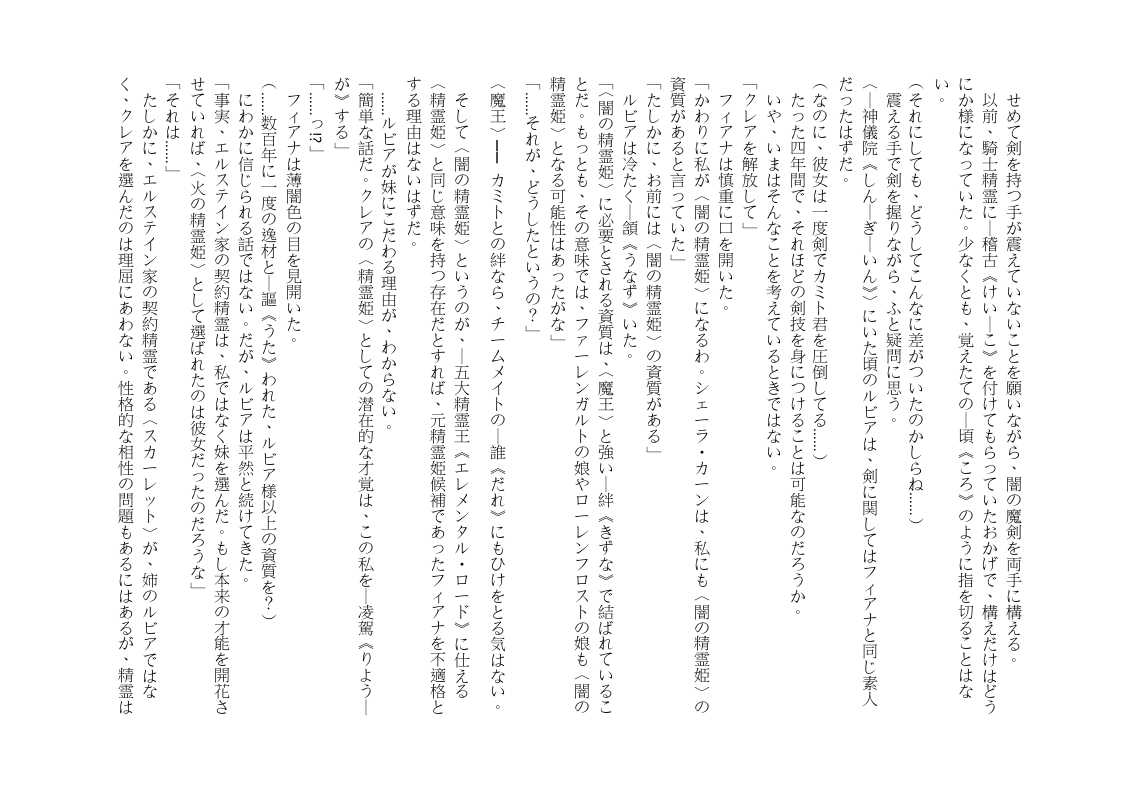 せめて剣を持つ手が震えていないことを願いながら、闇の魔剣を両手に構える。
以前、騎士精霊に―稽古《けい―こ》を付けてもらっていたおかげで、構えだけはどう
にか様になっていた。少なくとも、覚えたての―頃《ころ》のように指を切ることはな
い。
(それにしても、どうしてこんなに差がついたのかしらね……)
震える手で剣を握りながら、ふと疑問に思う。
〈―神儀院《しん―ぎ―いん》〉にいた頃のルビアは、剣に関してはフィアナと同じ素人
だったはずだ。
(なのに、彼女は一度剣でカミト君を圧倒してる……)
たった四年間で、それほどの剣技を身につけることは可能なのだろうか。
いや、いまはそんなことを考えているときではない。
「クレアを解放して」
フィアナは慎重に口を開いた。
「かわりに私が〈闇の精霊姫〉になるわ。シェーラ・カーンは、私にも〈闇の精霊姫〉の
資質があると言っていた」
「たしかに、お前には〈闇の精霊姫〉の資質がある」
ルビアは冷たく―頷《うなず》いた。
「〈闇の精霊姫〉に必要とされる資質は、〈魔王〉と強い―絆《きずな》で結ばれているこ
とだ。もっとも、その意味では、ファーレンガルトの娘やローレンフロストの娘も〈闇の
精霊姫〉となる可能性はあったがな」
「……それが、どうしたというの？」
〈魔王〉―― カミトとの絆なら、チームメイトの―誰《だれ》にもひけをとる気はない。
そして〈闇の精霊姫〉というのが、―五大精霊王《エレメンタル・ロード》に仕える
〈精霊姫〉と同じ意味を持つ存在だとすれば、元精霊姫候補であったフィアナを不適格と
する理由はないはずだ。
……ルビアが妹にこだわる理由が、わからない。
「簡単な話だ。クレアの〈精霊姫〉としての潜在的な才覚は、この私を―凌駕《りょう―
が》する」
「……っ!?」
フィアナは薄闇色の目を見開いた。
(……数百年に一度の逸材と―謳《うた》われた、ルビア様以上の資質を？)
にわかに信じられる話ではない。だが、ルビアは平然と続けてきた。
「事実、エルステイン家の契約精霊は、私ではなく妹を選んだ。もし本来の才能を開花さ
せていれば、〈火の精霊姫〉として選ばれたのは彼女だったのだろうな」
「それは……」
たしかに、エルステイン家の契約精霊である〈スカーレット〉が、姉のルビアではな
く、クレアを選んだのは理屈にあわない。性格的な相性の問題もあるにはあるが、精霊は